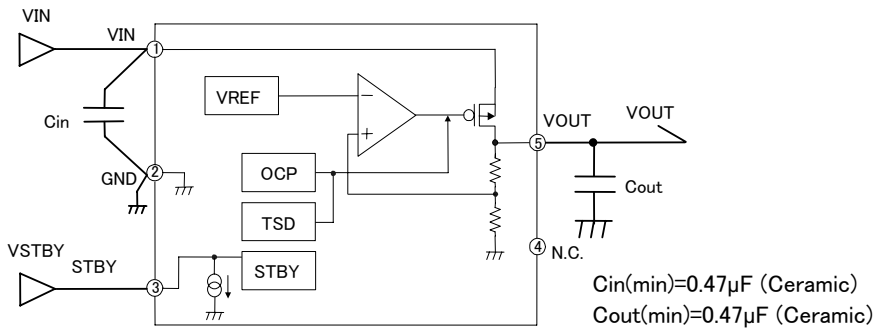 VIN
VIN
1
VREF
−
+
VOUT
VOUT
5
Cin
GND
2
OCP
TSD
Cout
VSTBY
STBY
3
STBY
4
N.C.
Cin(min)=0.47μF (Ceramic)
Cout(min)=0.47μF (Ceramic)